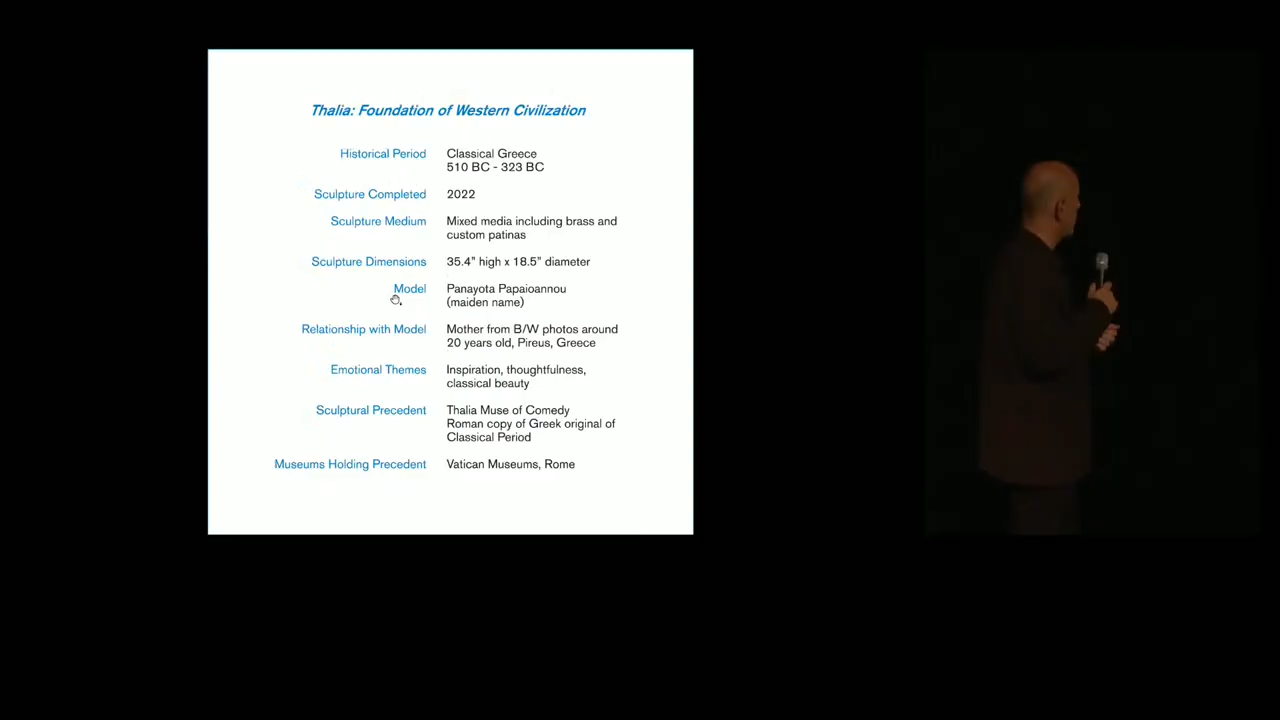 Thalia: Foundation of Western Civilization
Historical Period Classical Greece
510 BC - 323 BC
Sculpture Completed 2022
Sculpture Medium Mixed media including brass and
custom patinas
Sculpture Dimensions 35.4" high x 18.5" diameter
Model Panayota Papaioannou
(maiden name)
Relationship with Model Mother from B/W photos around
20 years old, Pireus, Greece
Emotional Themes Inspiration, thoughtfulness,
classical beauty
Sculptural Precedent Thalia Muse of Comedy
Roman copy of Greek original of
Classical Period
Museums Holding Precedent Vatican Museums, Rome